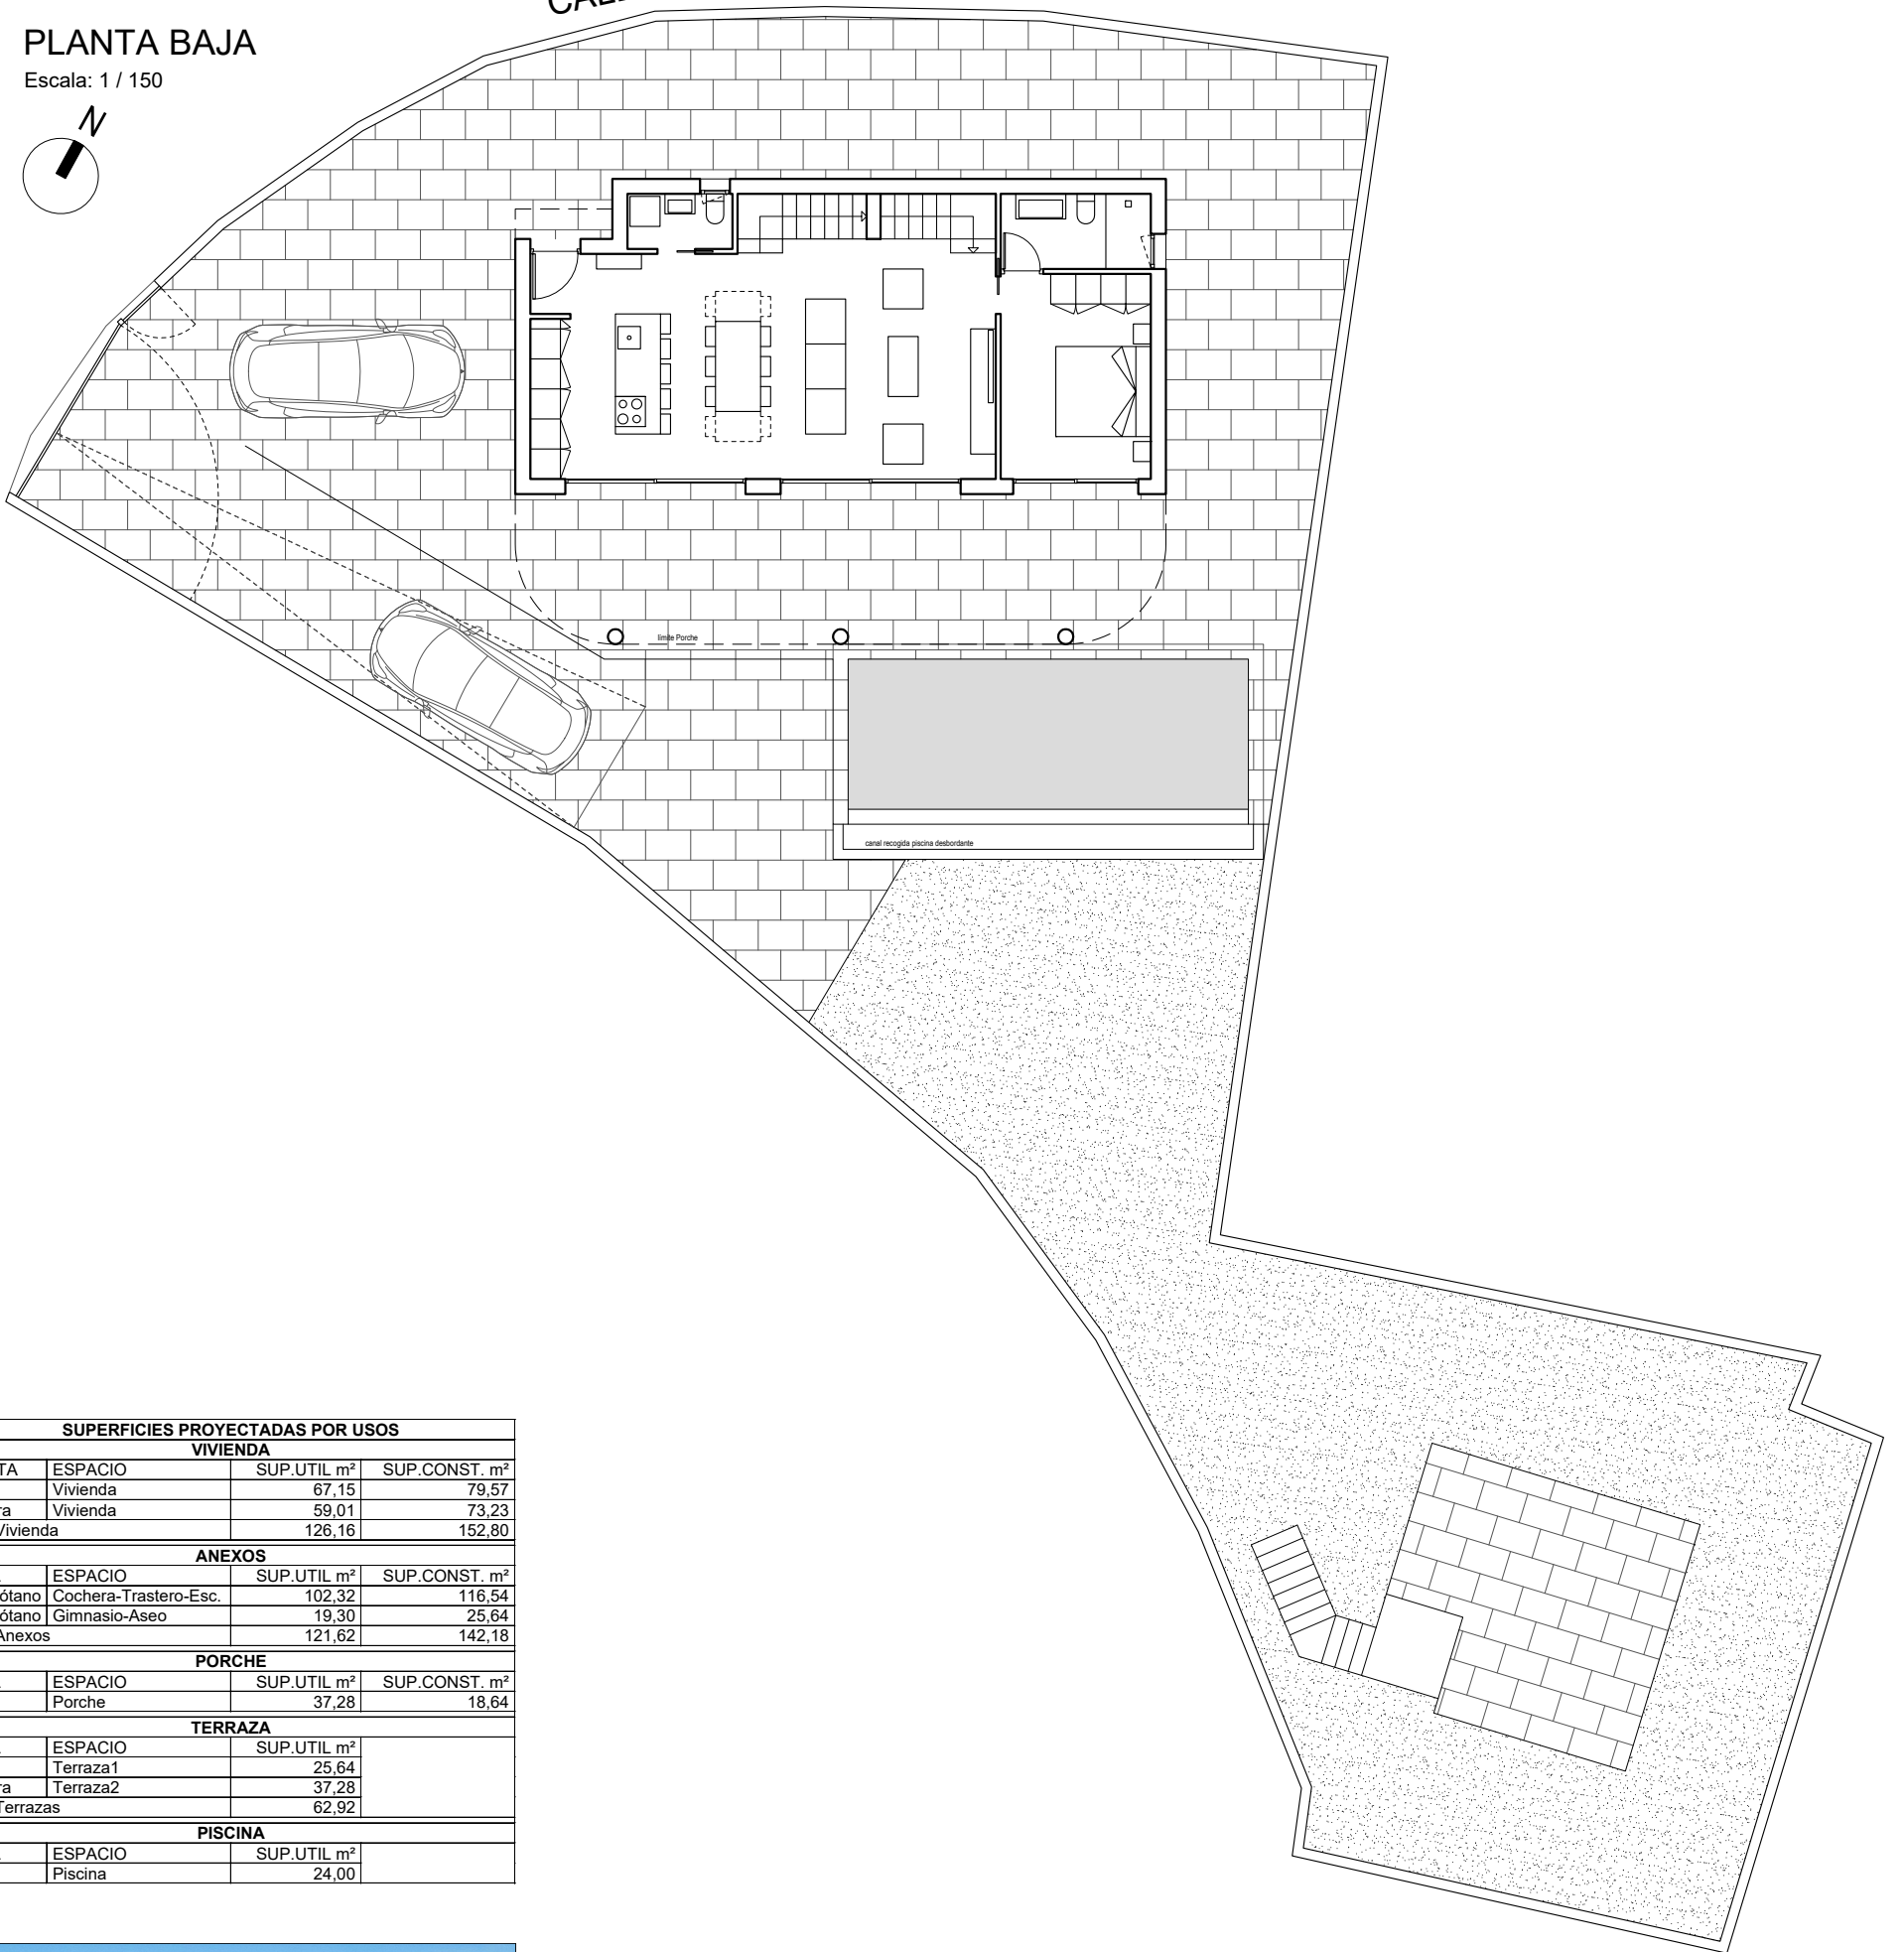 PLANTA BAJA
Escala: 1 / 150
N
límite Porche
canal recogida piscina desbordante
SUPERFICIES PROYECTADAS POR USOS
VIVIENDA
ESPACIO SUP.UTIL m² SUP.CONST. m²
Vivienda 67,15 79,57
Vivienda 59,01 73,23
Vivienda 126,16 152,80
ANEXOS
ESPACIO SUP.UTIL m² SUP.CONST. m²
Cochera-Trastero-Esc. 102,32 116,54
Gimnasio-Aseo 19,30 25,64
Anexos 121,62 142,18
PORCHE
ESPACIO SUP.UTIL m² SUP.CONST. m²
Porche 37,28 18,64
TERRAZA
ESPACIO SUP.UTIL m²
Terraza1 25,64
Terraza2 37,28
Terrazas 62,92
PISCINA
ESPACIO SUP.UTIL m²
Piscina 24,00